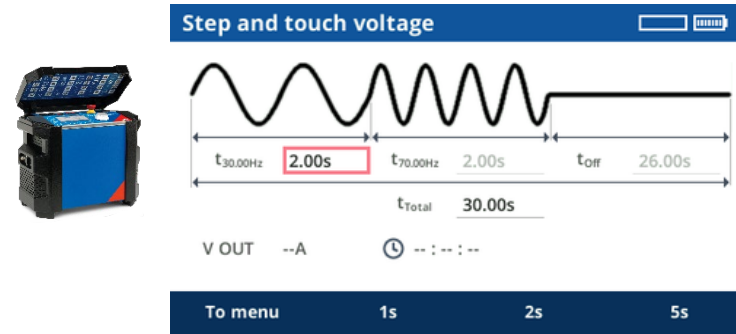 Step and touch voltage
t30.00Hz 2.00s t70.00Hz 2.00s tOff 26.00s
tTotal 30.00s
V OUT --A -- : -- : --
To menu 1s 2s 5s